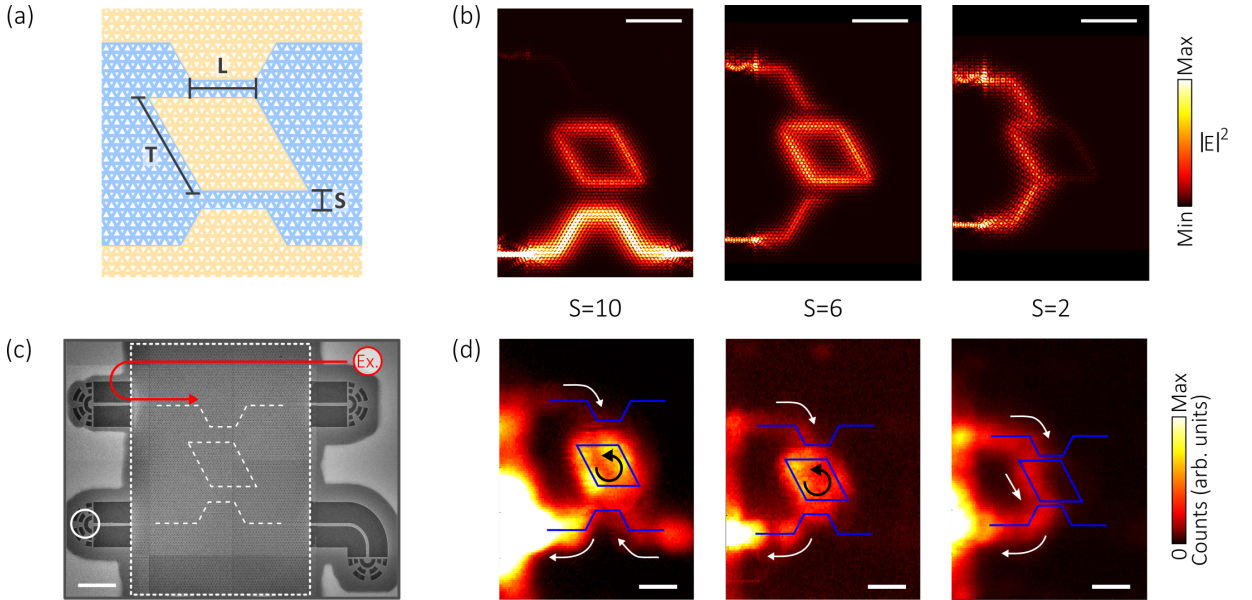 (a)
L
T
S
(b)
Max
|E|²
Min
S=10
S=6
S=2
(c)
Ex.
(d)
Max
Counts (arb. units)
0